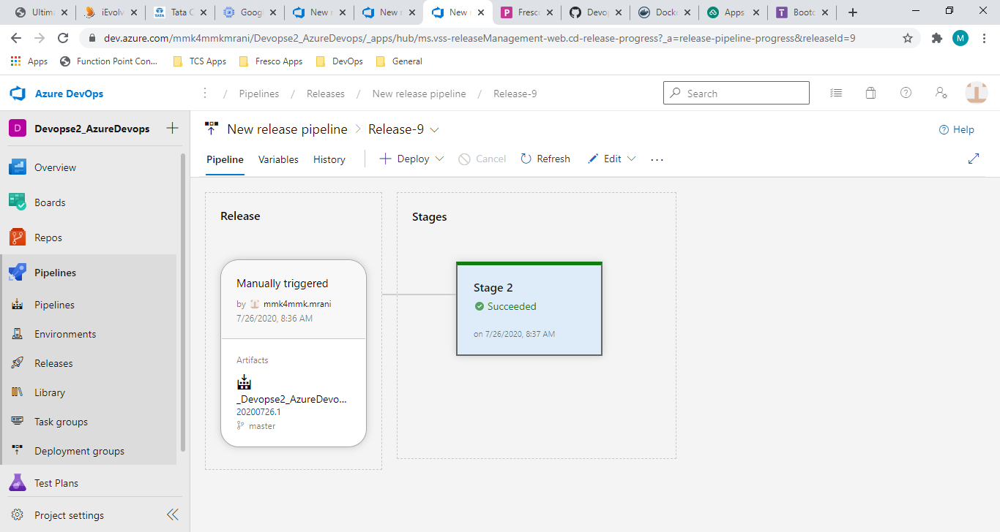 Ultima
iEvolv
Tata C
Goog
New r
New r
New r
Fresco
Devop
Docke
Apps
Bootc
dev.azure.com/mmk4mmkmrani/Devopse2_AzureDevops/_apps/hub/ms.vss-releaseManagement-web.cd-release-progress?_a=release-pipeline-progress&releaseId=9
M
Apps
Function Point Con...
TCS Apps
Fresco Apps
DevOps
General
Azure DevOps
/ Pipelines / Releases / New release pipeline / Release-9
Search
D Devopse2_AzureDevops
New release pipeline > Release-9
Help
Pipeline
Variables
History
Deploy
Cancel
Refresh
Edit
Overview
Boards
Repos
Pipelines
Pipelines
Environments
Releases
Library
Task groups
Deployment groups
Test Plans
Project settings
Release
Manually triggered
by mmk4mmk.mrani
7/26/2020, 8:36 AM
Artifacts
_Devopse2_AzureDevo...
20200726.1
master
Stages
Stage 2
Succeeded
on 7/26/2020, 8:37 AM